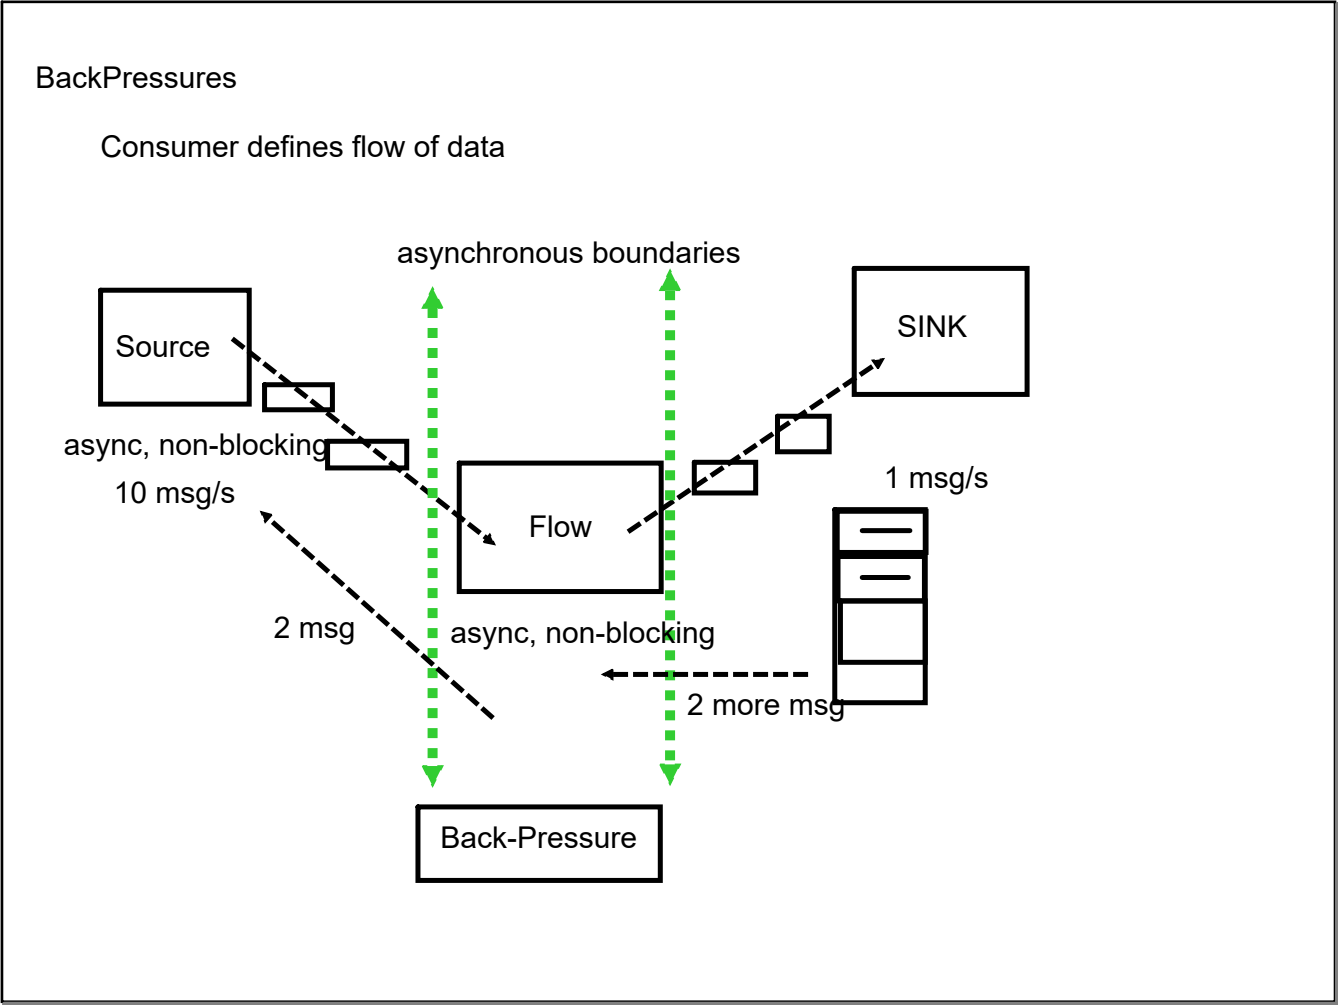 BackPressures
Consumer defines flow of data
asynchronous boundaries
Source
SINK
async, non-blocking
10 msg/s
1 msg/s
Flow
2 msg
async, non-blocking
2 more msg
Back-Pressure